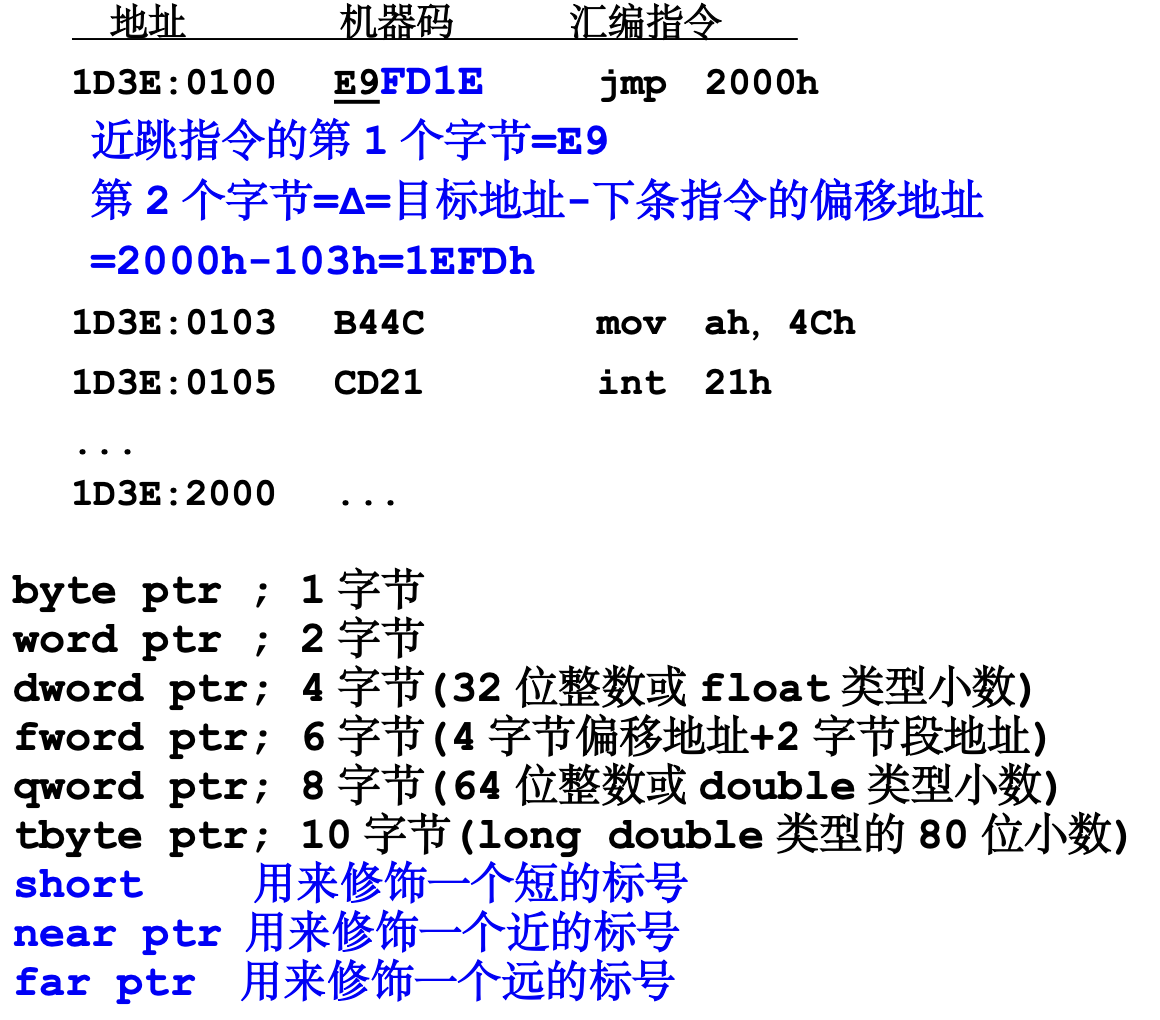 地址 机器码 汇编指令
1D3E:0100 E9FD1E jmp 2000h
近跳指令的第 1 个字节=E9
第 2 个字节=Δ=目标地址-下条指令的偏移地址
=2000h-103h=1EFDh
1D3E:0103 B44C mov ah, 4Ch
1D3E:0105 CD21 int 21h
...
1D3E:2000 ...
byte ptr ; 1 字节
word ptr ; 2 字节
dword ptr; 4 字节(32 位整数或 float 类型小数)
fword ptr; 6 字节(4 字节偏移地址+2 字节段地址)
qword ptr; 8 字节(64 位整数或 double 类型小数)
tbyte ptr; 10 字节(long double 类型的 80 位小数)
short 用来修饰一个短的标号
near ptr 用来修饰一个近的标号
far ptr 用来修饰一个远的标号